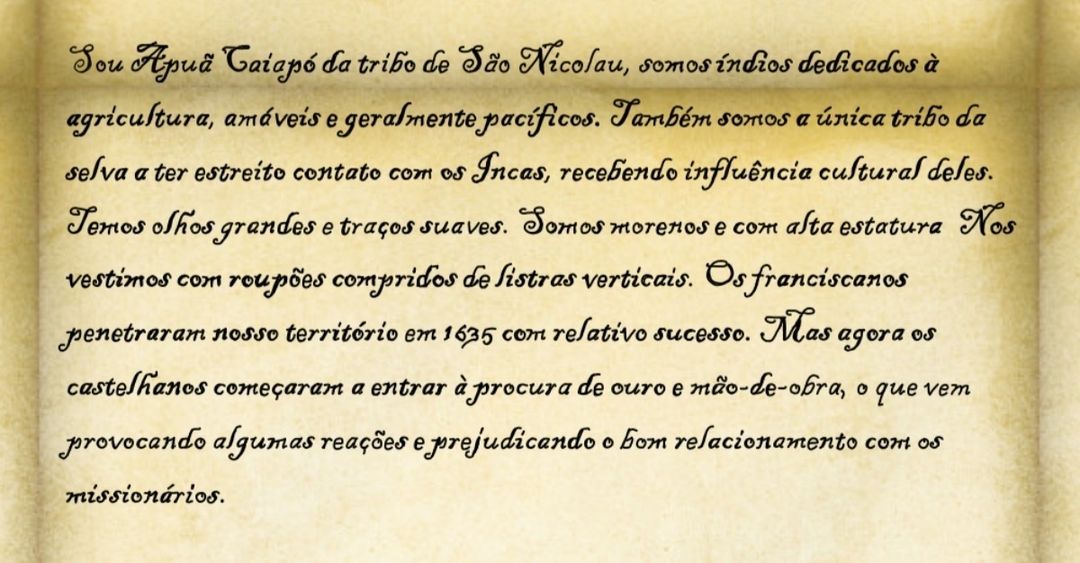 Sou Apuã Caiapó da tribo de São Nicolau, somos índios dedicados à
agricultura, amáveis e geralmente pacíficos. Também somos a única tribo da
selva a ter estreito contato com os Incas, recebendo influência cultural deles.
Temos olhos grandes e traços suaves. Somos morenos e com alta estatura Nos
vestimos com roupões compridos de listras verticais. Os franciscanos
penetraram nosso território em 1635 com relativo sucesso. Mas agora os
castelhanos começaram a entrar à procura de ouro e mão-de-obra, o que vem
provocando algumas reações e prejudicando o bom relacionamento com os
missionários.